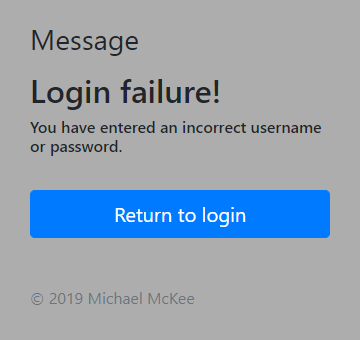 Message
Login failure!
You have entered an incorrect username
or password.
Return to login
© 2019 Michael McKee